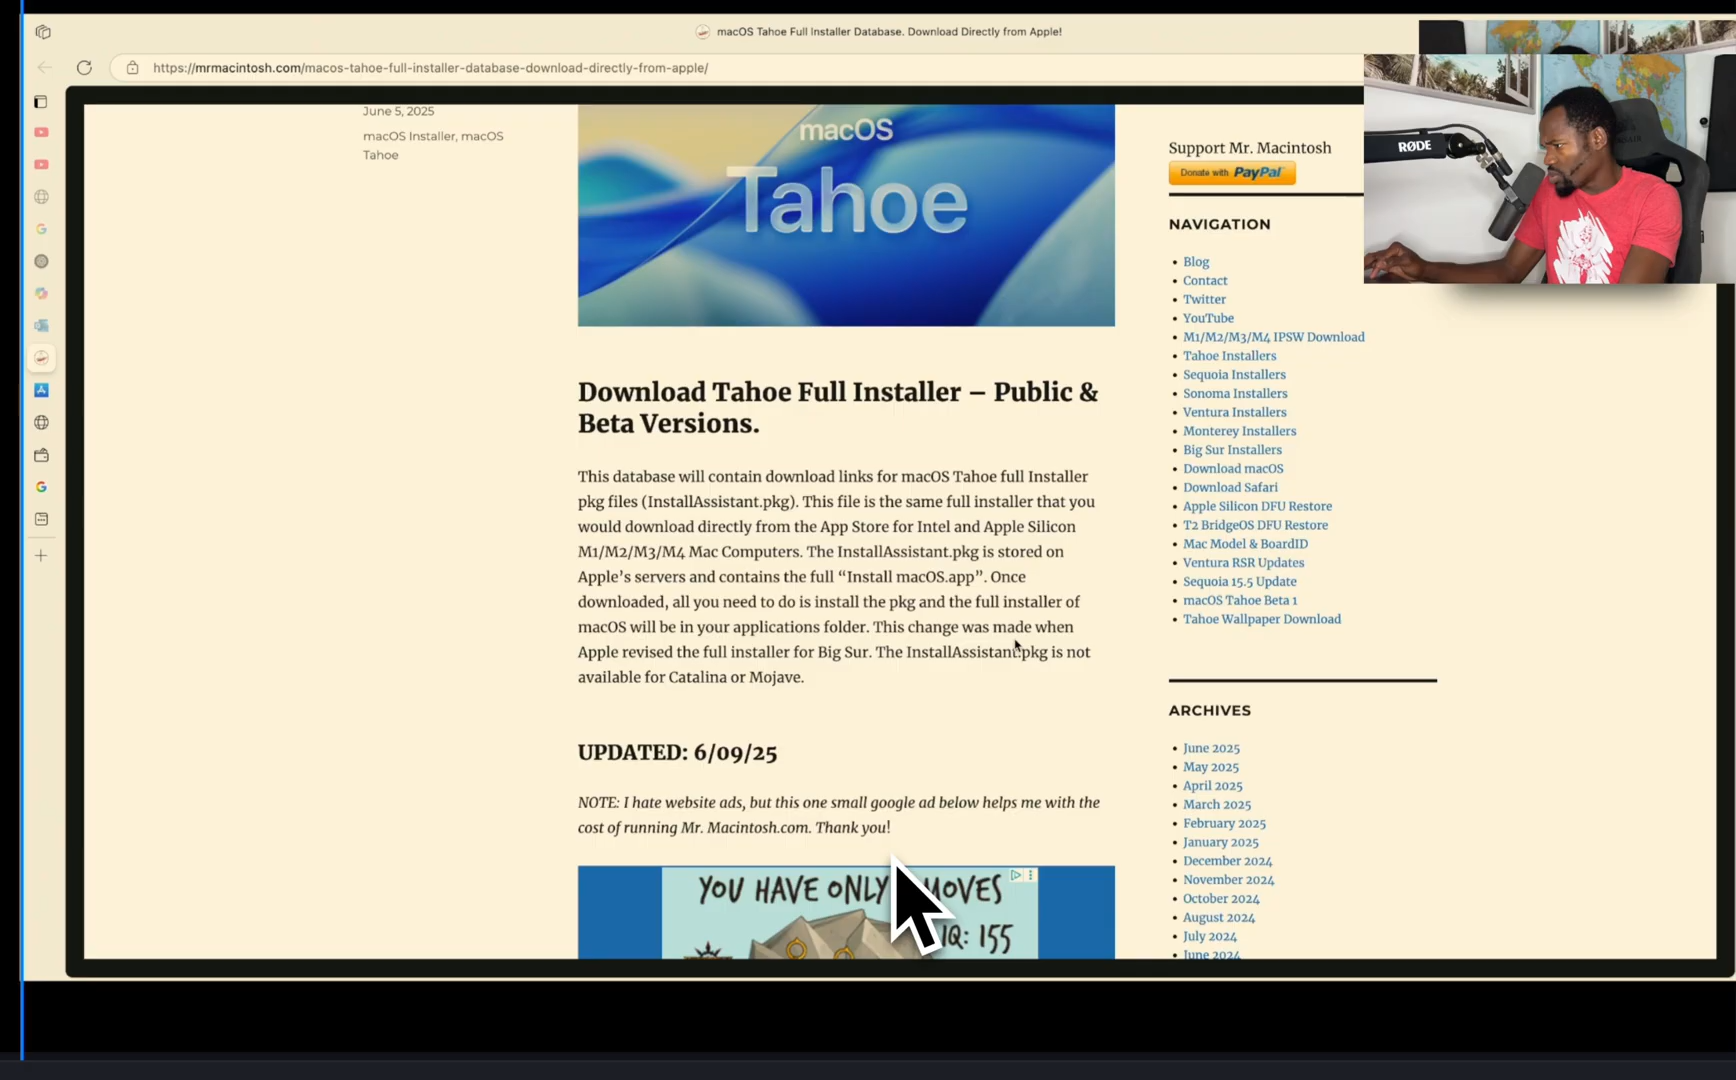 macOS Tahoe Full Installer Database. Download Directly from Apple!
https://mrmacintosh.com/macos-tahoe-full-installer-database-download-directly-from-apple/
June 5, 2025
macOS Installer, macOS
Tahoe
macOS
Tahoe
Download Tahoe Full Installer – Public &
Beta Versions.
This database will contain download links for macOS Tahoe full Installer
pkg files (InstallAssistant.pkg). This file is the same full installer that you
would download directly from the App Store for Intel and Apple Silicon
M1/M2/M3/M4 Mac Computers. The InstallAssistant.pkg is stored on
Apple's servers and contains the full “Install macOS.app”. Once
downloaded, all you need to do is install the pkg and the full installer of
macOS will be in your applications folder. This change was made when
Apple revised the full installer for Big Sur. The InstallAssistant.pkg is not
available for Catalina or Mojave.
UPDATED: 6/09/25
NOTE: I hate website ads, but this one small google ad below helps me with the
cost of running Mr. Macintosh.com. Thank you!
YOU HAVE ONLY MOVES
IQ: 155
Support Mr. Macintosh
Donate with PayPal
NAVIGATION
Blog
Contact
Twitter
YouTube
M1/M2/M3/M4 IPSW Download
Tahoe Installers
Sequoia Installers
Sonoma Installers
Ventura Installers
Monterey Installers
Big Sur Installers
Download macOS
Download Safari
Apple Silicon DFU Restore
T2 BridgeOS DFU Restore
Mac Model & BoardID
Ventura RSR Updates
Sequoia 15.5 Update
macOS Tahoe Beta 1
Tahoe Wallpaper Download
ARCHIVES
June 2025
May 2025
April 2025
March 2025
February 2025
January 2025
December 2024
November 2024
October 2024
August 2024
July 2024
June 2024
RØDE